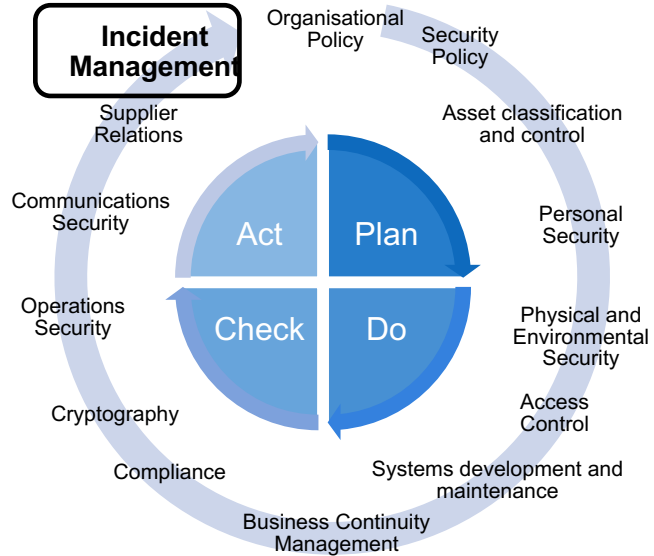 Incident
Management
Organisational
Policy
Security
Policy
Asset classification
and control
Personal
Security
Physical and
Environmental
Security
Access
Control
Systems development and
maintenance
Business Continuity
Management
Compliance
Cryptography
Operations
Security
Communications
Security
Supplier
Relations
Act
Plan
Check
Do